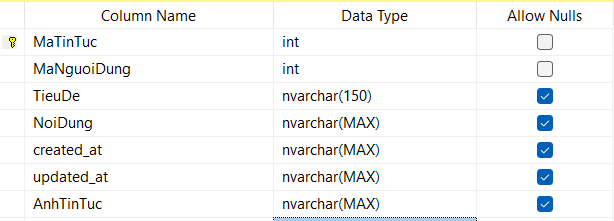 Column Name Data Type Allow Nulls
MaTinTuc int
MaNguoiDung int
TieuDe nvarchar(150)
NoiDung nvarchar(MAX)
created_at nvarchar(MAX)
updated_at nvarchar(MAX)
AnhTinTuc nvarchar(MAX)